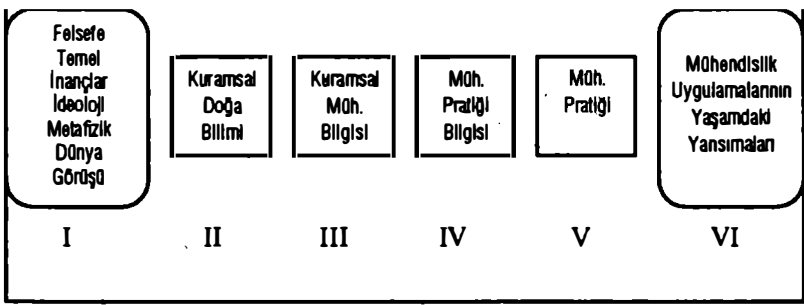 Felsefe
Temel
İnançlar
İdeoloji
Metafizik
Dünya
Görüşü
Kuramsal
Doğa
Bilimi
Kuramsal
Müh.
Bilgisi
Müh.
Pratiği
Bilgisi
Müh.
Pratiği
Mühendislik
Uygulamalarının
Yaşamdaki
Yansımaları
I II III IV V VI